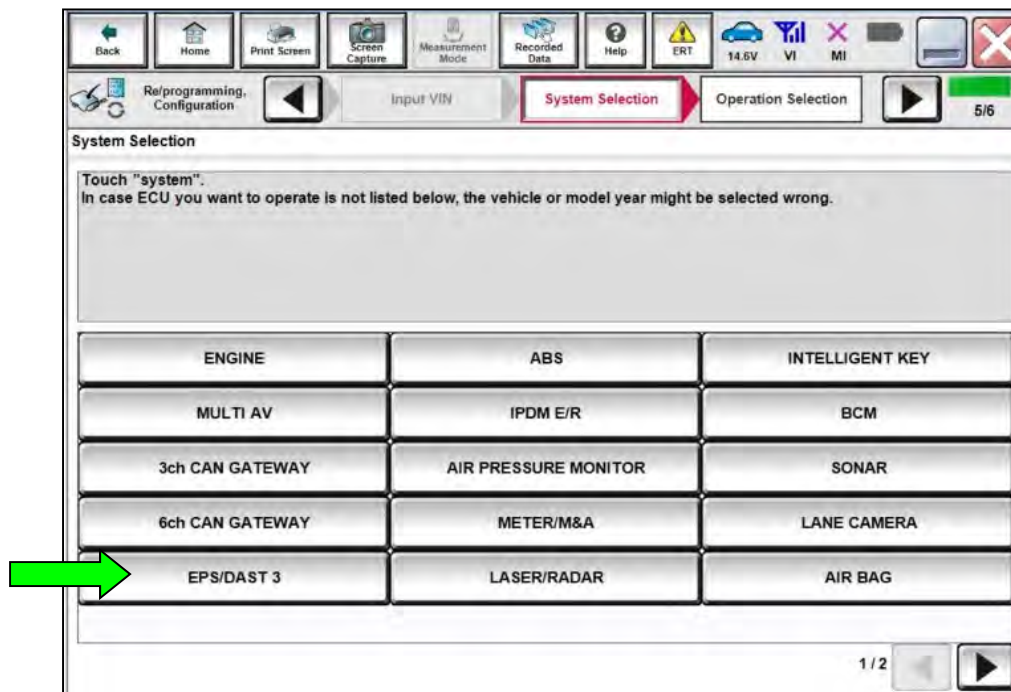 Back
Home
Print Screen
Screen
Capture
Measurement
Mode
Recorded
Data
Help
ERT
14.6V
VI
MI
Re/programming,
Configuration
Input VIN
System Selection
Operation Selection
5/6
System Selection
Touch "system".
In case ECU you want to operate is not listed below, the vehicle or model year might be selected wrong.
ENGINE
ABS
INTELLIGENT KEY
MULTI AV
IPDM E/R
BCM
3ch CAN GATEWAY
AIR PRESSURE MONITOR
SONAR
6ch CAN GATEWAY
METER/M&A
LANE CAMERA
EPS/DAST 3
LASER/RADAR
AIR BAG
1 / 2